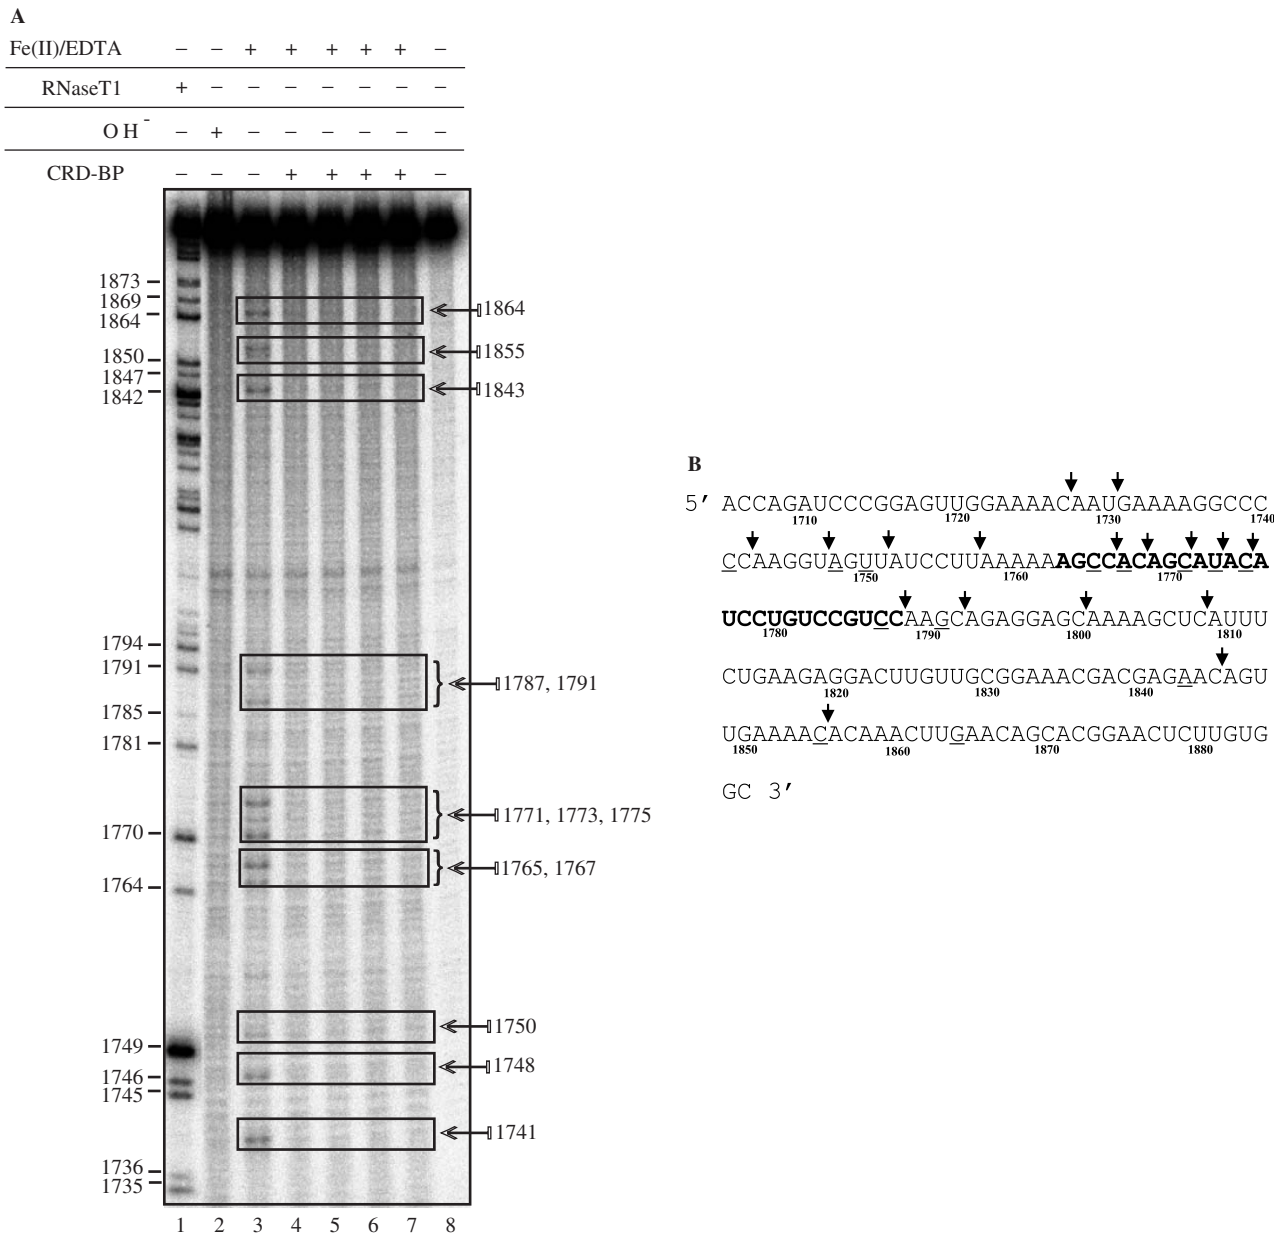 A
Fe(II)/EDTA − − + + + + + −
RNaseT1 + − − − − − − −
OH⁻ − + − − − − − −
CRD-BP − − − + + + + −
1873
1869
1864
1850
1847
1842
1794
1791
1785
1781
1770
1764
1749
1746
1745
1736
1735
1864
1855
1843
1787, 1791
1771, 1773, 1775
1765, 1767
1750
1748
1741
1 2 3 4 5 6 7 8
B
5′ ACCAGAUCCCGGAGUUGGAAAACAAUGAAAAGGCCC
1710 1720 1730 1740
CCAAGGUAGUUAUCCUUAAAAAAGCCACAGCAUACA
1750 1760 1770
UCCUGUCCGUCCAAGCAGAGGAGCAAAAGCUCAUUU
1780 1790 1800 1810
CUGAAGAGGACUUGUUGCGGAAACGACGAGAACAGU
1820 1830 1840
UGAAAACACAAACUUGAACAGCACGGAACUCUUGUG
1850 1860 1870 1880
GC 3′